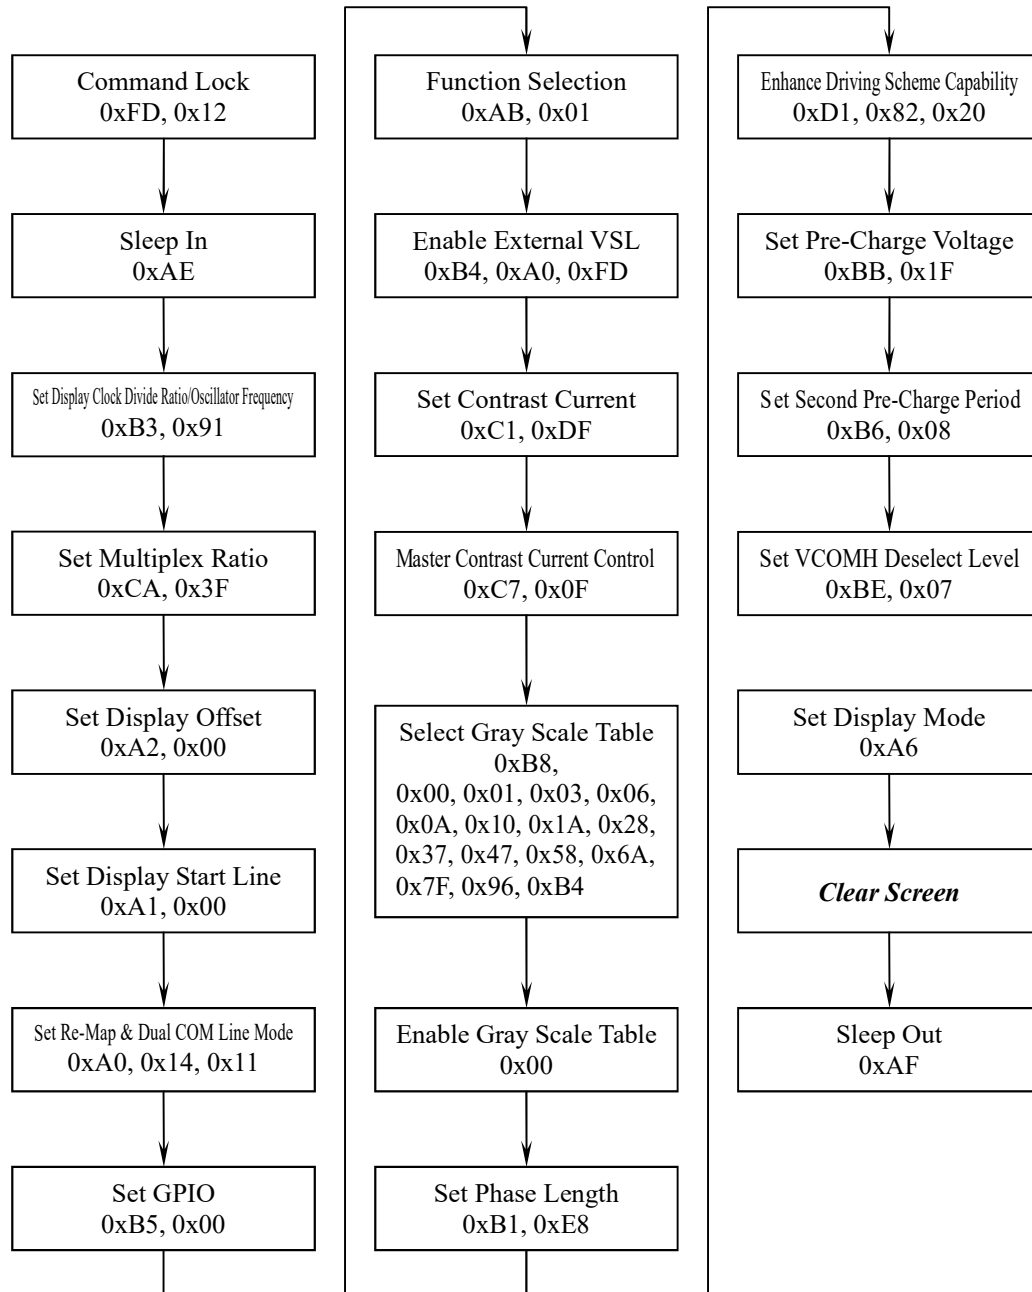 Command Lock
0xFD, 0x12
Sleep In
0xAE
Set Display Clock Divide Ratio/Oscillator Frequency
0xB3, 0x91
Set Multiplex Ratio
0xCA, 0x3F
Set Display Offset
0xA2, 0x00
Set Display Start Line
0xA1, 0x00
Set Re-Map & Dual COM Line Mode
0xA0, 0x14, 0x11
Set GPIO
0xB5, 0x00
Function Selection
0xAB, 0x01
Enable External VSL
0xB4, 0xA0, 0xFD
Set Contrast Current
0xC1, 0xDF
Master Contrast Current Control
0xC7, 0x0F
Select Gray Scale Table
0xB8,
0x00, 0x01, 0x03, 0x06,
0x0A, 0x10, 0x1A, 0x28,
0x37, 0x47, 0x58, 0x6A,
0x7F, 0x96, 0xB4
Enable Gray Scale Table
0x00
Set Phase Length
0xB1, 0xE8
Enhance Driving Scheme Capability
0xD1, 0x82, 0x20
Set Pre-Charge Voltage
0xBB, 0x1F
Set Second Pre-Charge Period
0xB6, 0x08
Set VCOMH Deselect Level
0xBE, 0x07
Set Display Mode
0xA6
Clear Screen
Sleep Out
0xAF